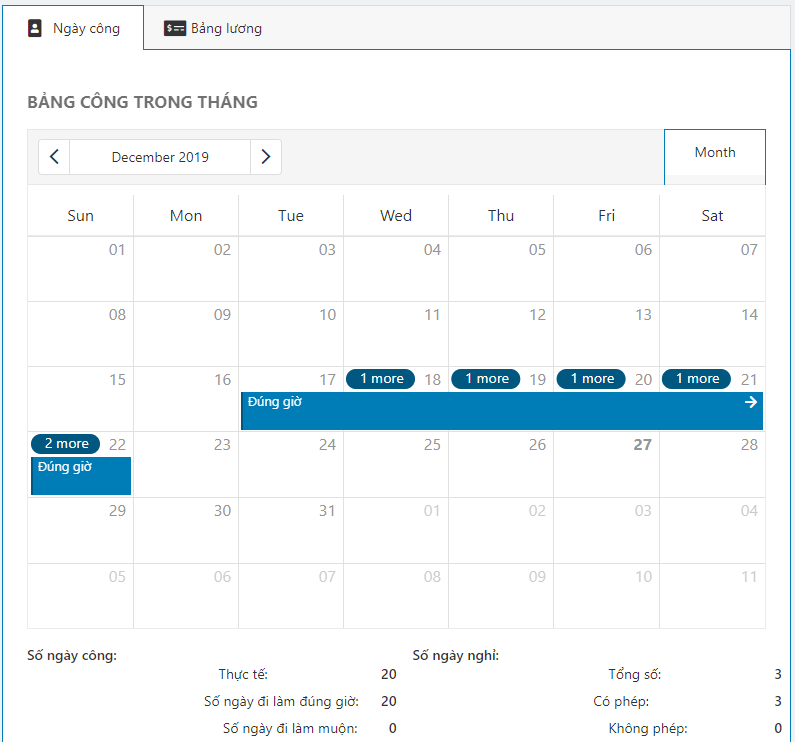 Ngày công Bảng lương
BẢNG CÔNG TRONG THÁNG
December 2019 Month
Sun Mon Tue Wed Thu Fri Sat
01 02 03 04 05 06 07
08 09 10 11 12 13 14
15 16 17 1 more 18 1 more 19 1 more 20 1 more 21
Đúng giờ
2 more 22 23 24 25 26 27 28
Đúng giờ
29 30 31 01 02 03 04
05 06 07 08 09 10 11
Số ngày công: Số ngày nghỉ:
Thực tế: 20 Tổng số: 3
Số ngày đi làm đúng giờ: 20 Có phép: 3
Số ngày đi làm muộn: 0 Không phép: 0